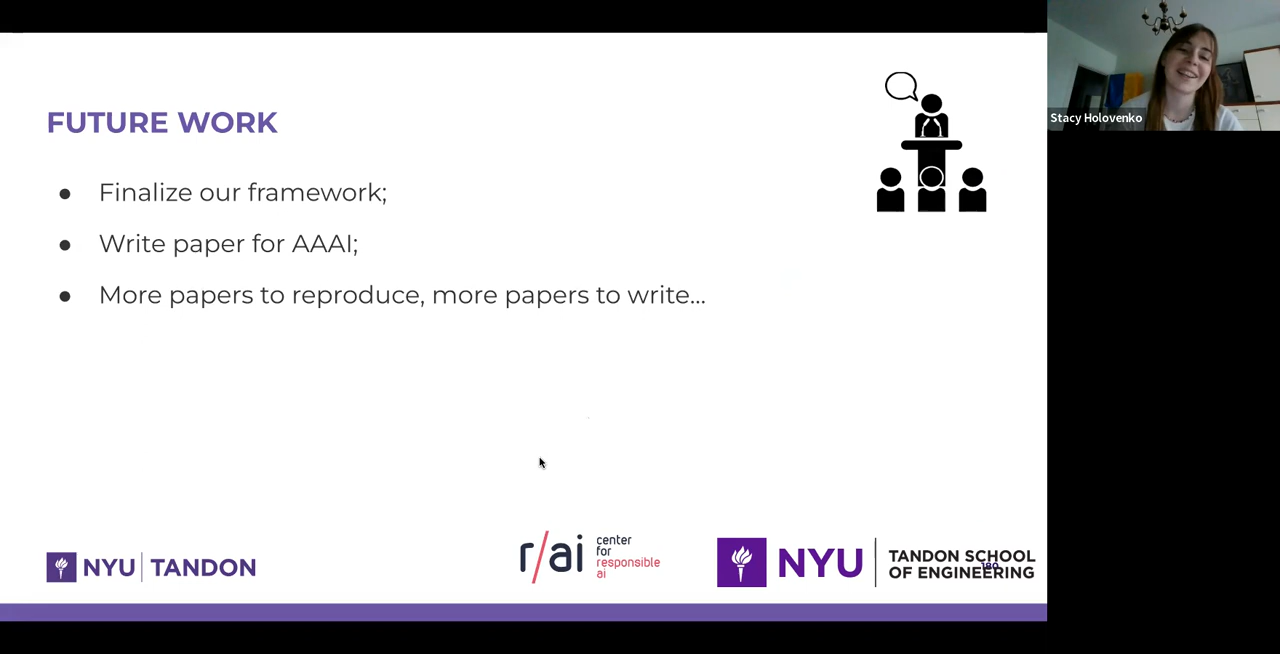 FUTURE WORK
Stacy Holovenko
● Finalize our framework;
● Write paper for AAAI;
● More papers to reproduce, more papers to write...
NYU | TANDON
r/ai center
for
responsible
ai
NYU | TANDON SCHOOL
OF ENGINEERING
180